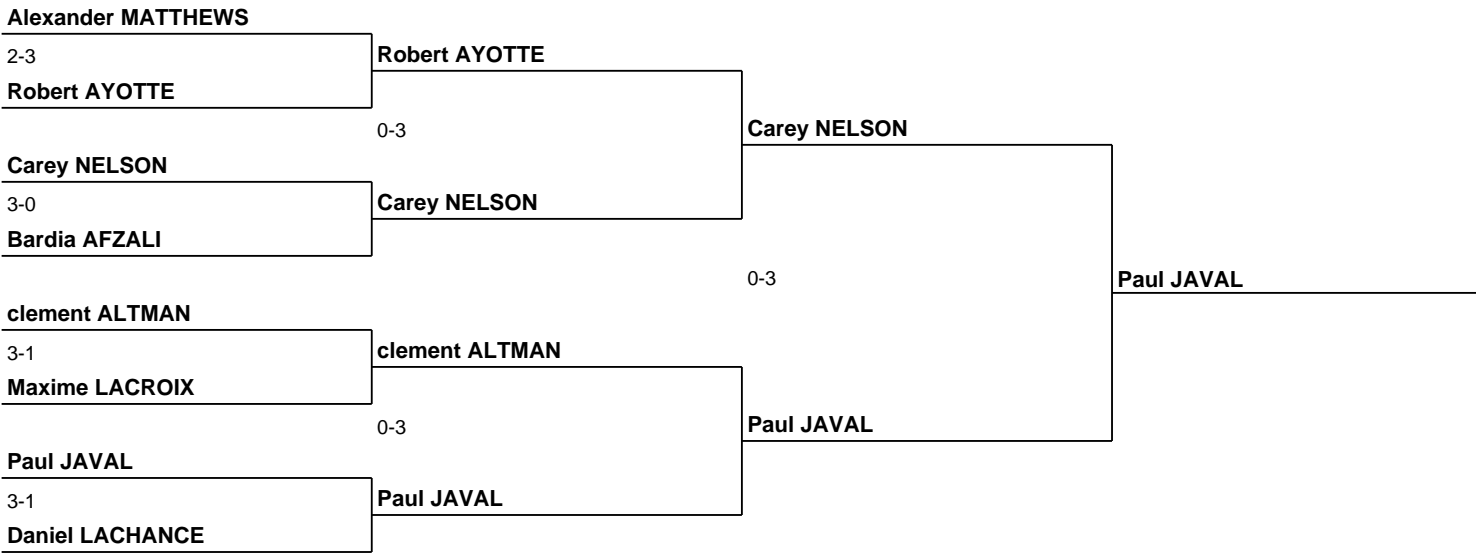 Alexander MATTHEWS
2-3
Robert AYOTTE
Robert AYOTTE
0-3
Carey NELSON
Carey NELSON
3-0
Bardia AFZALI
Carey NELSON
0-3
Paul JAVAL
clement ALTMAN
3-1
Maxime LACROIX
clement ALTMAN
0-3
Paul JAVAL
Paul JAVAL
3-1
Daniel LACHANCE
Paul JAVAL